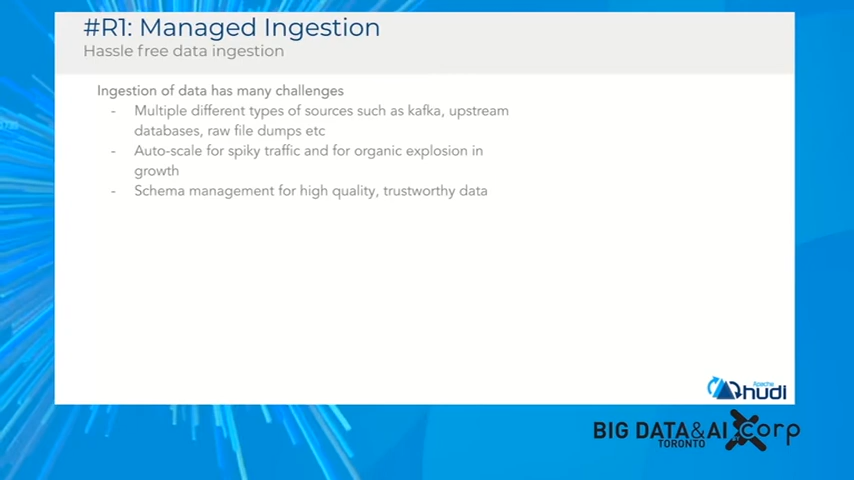 #R1: Managed Ingestion
Hassle free data ingestion
Ingestion of data has many challenges
- Multiple different types of sources such as kafka, upstream
databases, raw file dumps etc
- Auto-scale for spiky traffic and for organic explosion in
growth
- Schema management for high quality, trustworthy data
Apache
hudi
BIG DATA&AI
TORONTO
corp